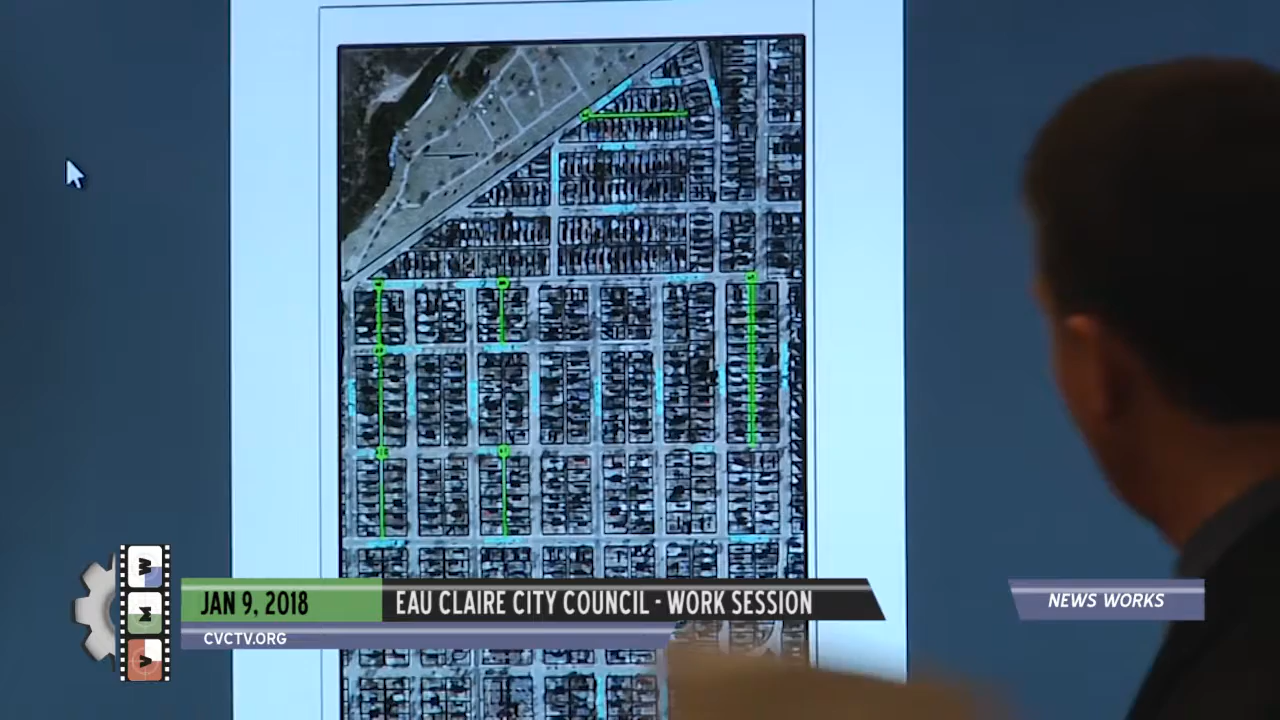 JAN 9, 2018
EAU CLAIRE CITY COUNCIL - WORK SESSION
NEWS WORKS
CVCTV.ORG
W
M
V